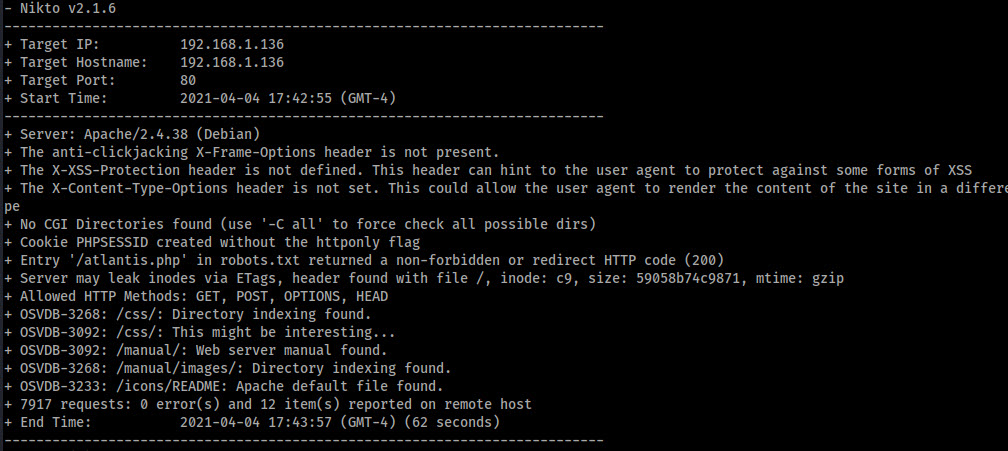 - Nikto v2.1.6
---------------------------------------------------------------------------
+ Target IP:          192.168.1.136
+ Target Hostname:    192.168.1.136
+ Target Port:        80
+ Start Time:         2021-04-04 17:42:55 (GMT-4)
---------------------------------------------------------------------------
+ Server: Apache/2.4.38 (Debian)
+ The anti-clickjacking X-Frame-Options header is not present.
+ The X-XSS-Protection header is not defined. This header can hint to the user agent to protect against some forms of XSS
+ The X-Content-Type-Options header is not set. This could allow the user agent to render the content of the site in a differe
pe
+ No CGI Directories found (use '-C all' to force check all possible dirs)
+ Cookie PHPSESSID created without the httponly flag
+ Entry '/atlantis.php' in robots.txt returned a non-forbidden or redirect HTTP code (200)
+ Server may leak inodes via ETags, header found with file /, inode: c9, size: 59058b74c9871, mtime: gzip
+ Allowed HTTP Methods: GET, POST, OPTIONS, HEAD
+ OSVDB-3268: /css/: Directory indexing found.
+ OSVDB-3092: /css/: This might be interesting...
+ OSVDB-3092: /manual/: Web server manual found.
+ OSVDB-3268: /manual/images/: Directory indexing found.
+ OSVDB-3233: /icons/README: Apache default file found.
+ 7917 requests: 0 error(s) and 12 item(s) reported on remote host
+ End Time:           2021-04-04 17:43:57 (GMT-4) (62 seconds)
---------------------------------------------------------------------------